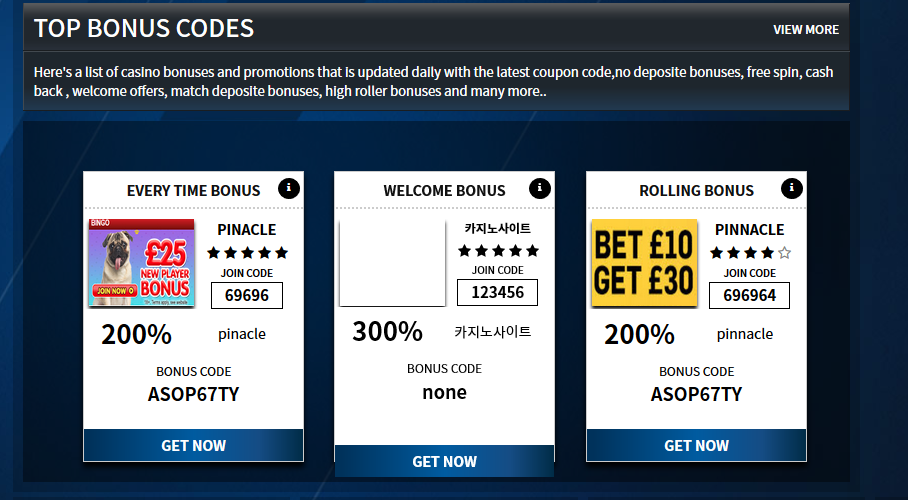 TOP BONUS CODES
VIEW MORE
Here's a list of casino bonuses and promotions that is updated daily with the latest coupon code,no deposite bonuses, free spin, cash
back , welcome offers, match deposite bonuses, high roller bonuses and many more..
EVERY TIME BONUS
BINGO
£25
NEW PLAYER
BONUS
JOIN NOW
PINACLE
JOIN CODE
69696
200%
pinacle
BONUS CODE
ASOP67TY
GET NOW
WELCOME BONUS
카지노사이트
JOIN CODE
123456
300%
카지노사이트
BONUS CODE
none
GET NOW
ROLLING BONUS
BET £10
GET £30
PINNACLE
JOIN CODE
696964
200%
pinnacle
BONUS CODE
ASOP67TY
GET NOW